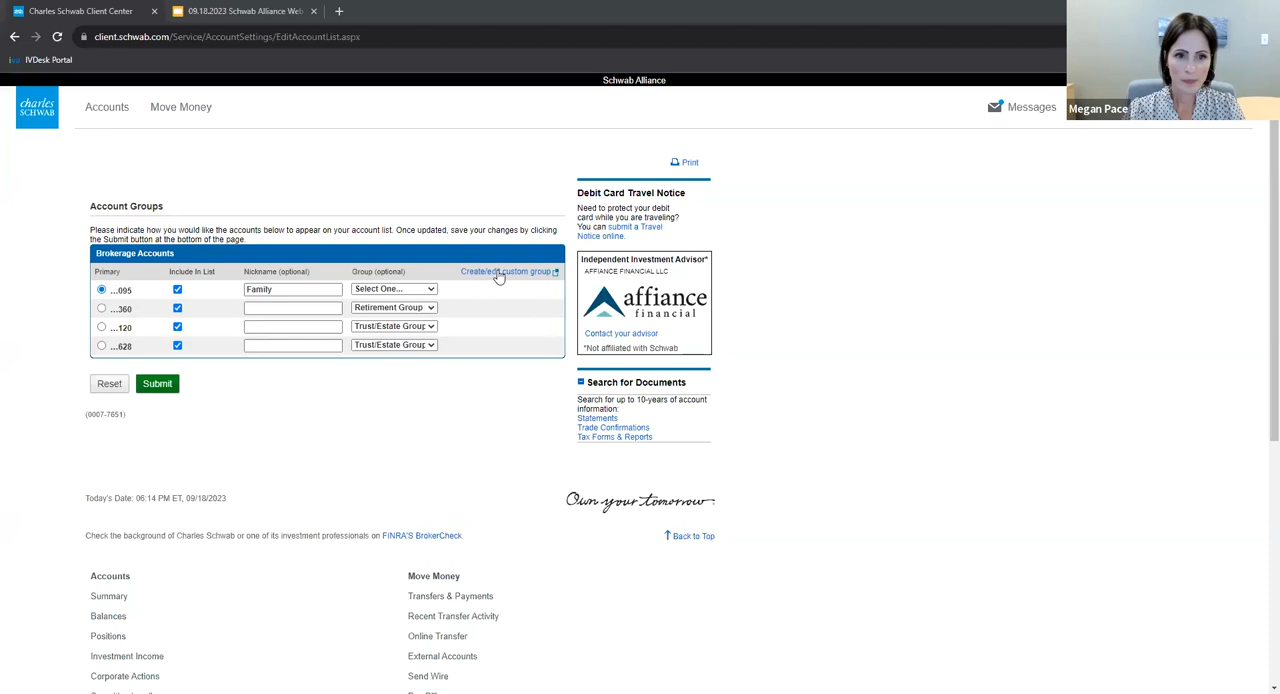 Charles Schwab Client Center
09.18.2023 Schwab Alliance Web
client.schwab.com/Service/AccountSettings/EditAccountList.aspx
IVDesk Portal
Schwab Alliance
charles
SCHWAB
Accounts
Move Money
Messages
Megan Pace
Print
Account Groups
Please indicate how you would like the accounts below to appear on your account list. Once updated, save your changes by clicking
the Submit button at the bottom of the page.
Brokerage Accounts
Primary Include In List Nickname (optional) Group (optional) Create/edit custom group
...095 Family Select One...
...360 Retirement Group
...120 Trust/Estate Group
...628 Trust/Estate Group
Reset Submit
(0007-7651)
Debit Card Travel Notice
Need to protect your debit
card while you are traveling?
You can submit a Travel
Notice online.
Independent Investment Advisor*
AFFIANCE FINANCIAL LLC
affiance
financial
Contact your advisor
*Not affiliated with Schwab
Search for Documents
Search for up to 10-years of account
information:
Statements
Trade Confirmations
Tax Forms & Reports
Today's Date: 06:14 PM ET, 09/18/2023
Own your tomorrow.
Check the background of Charles Schwab or one of its investment professionals on FINRA'S BrokerCheck.
Back to Top
Accounts
Summary
Balances
Positions
Investment Income
Corporate Actions
Move Money
Transfers & Payments
Recent Transfer Activity
Online Transfer
External Accounts
Send Wire